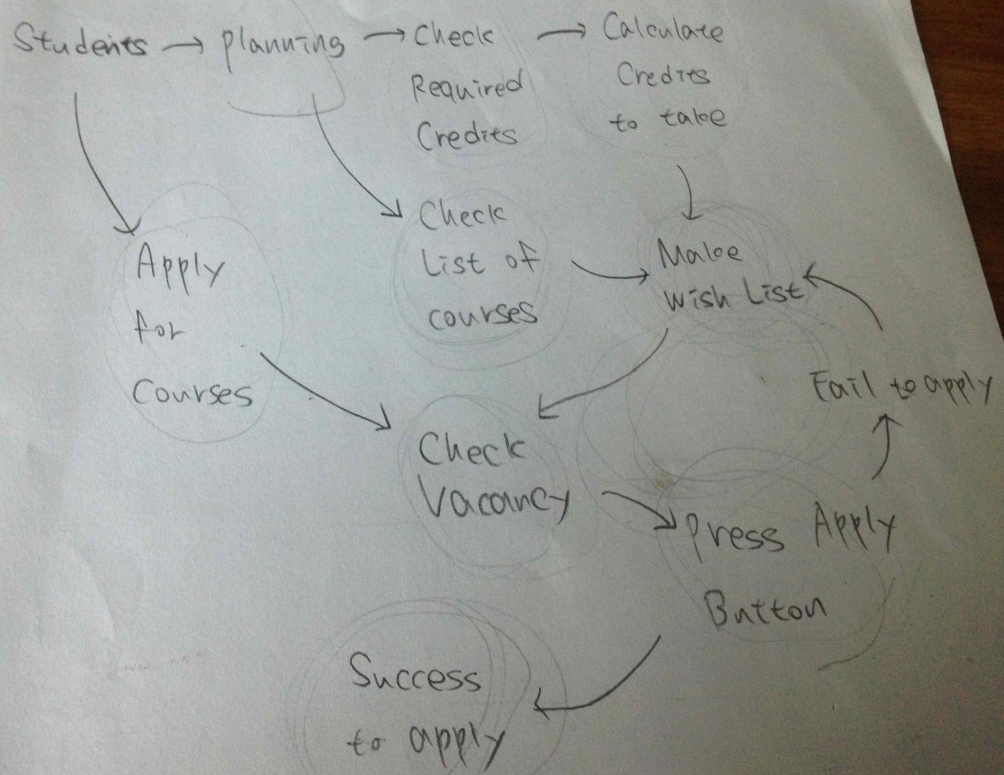 Students → planning → Check → Calculate
Required
Credits
Credits
to take
Check
List of
courses
Apply
for
Courses
Make
Wish List
Fail to apply
Check
Vacancy
Press Apply
Button
Success
to apply